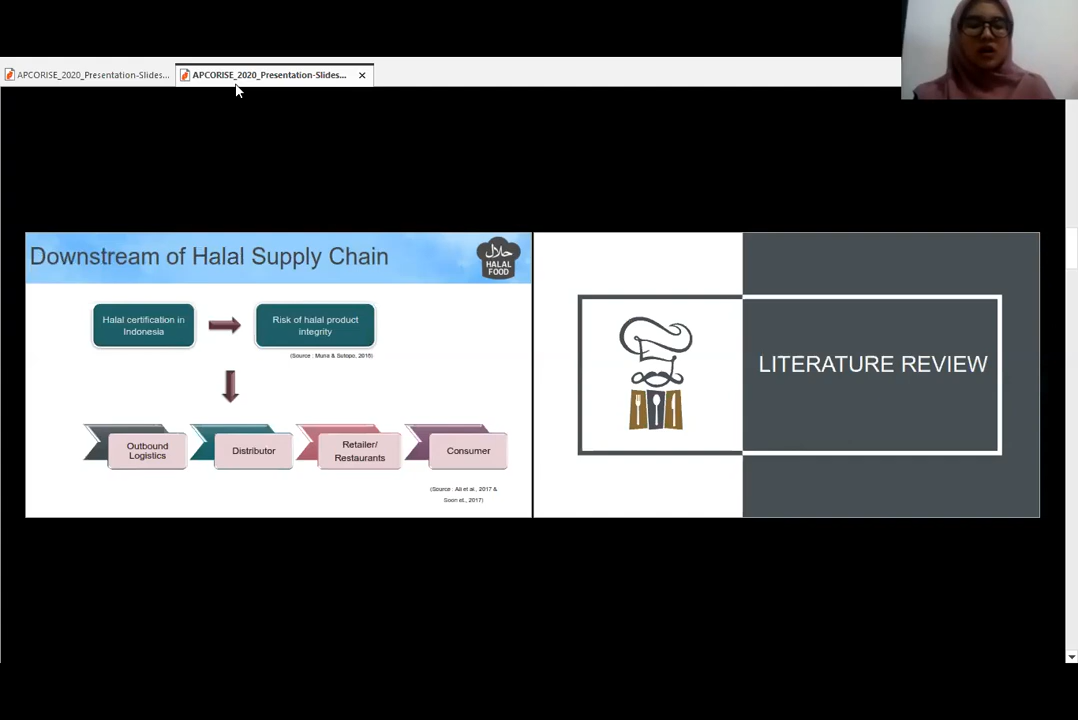 APCORISE_2020_Presentation-Slides...
APCORISE_2020_Presentation-Slides...
Downstream of Halal Supply Chain
حلال
HALAL
FOOD
Halal certification in
Indonesia
Risk of halal product
integrity
(Source : Muna & Sutopo, 2019)
Outbound
Logistics
Distributor
Retailer/
Restaurants
Consumer
(Source : Ali et al., 2017 &
Soon et., 2017)
LITERATURE REVIEW